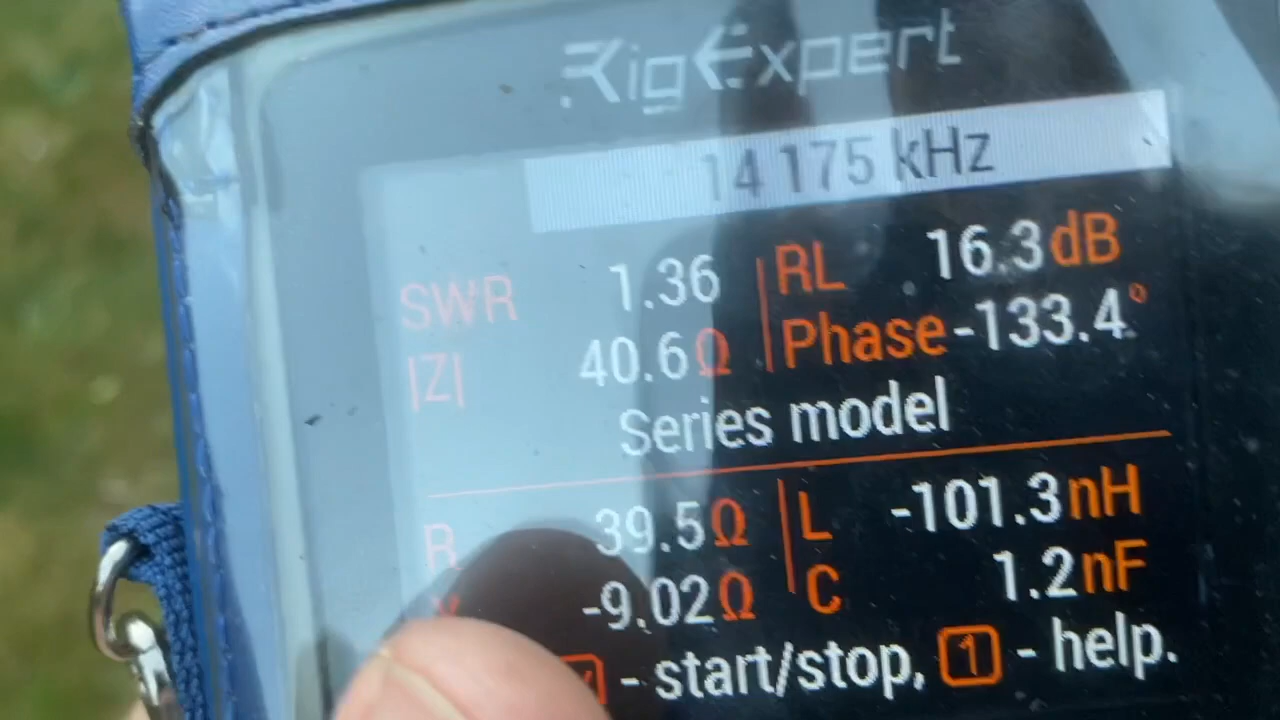 RigExpert
14 175 kHz
SWR 1.36 RL 16.3dB
|Z| 40.6Ω Phase -133.4°
Series model
R 39.5Ω L -101.3nH
-9.02Ω C 1.2nF
- start/stop, 1 - help.